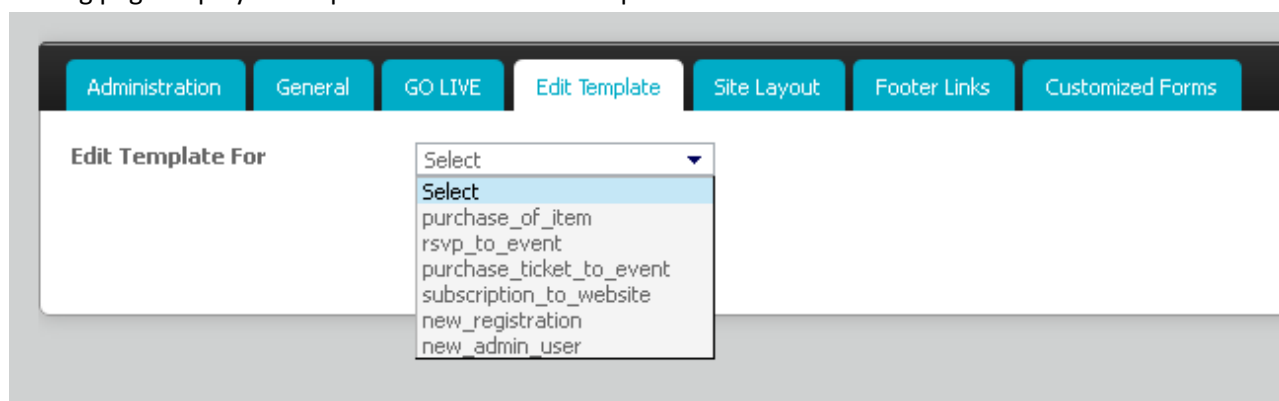 Administration General GO LIVE Edit Template Site Layout Footer Links Customized Forms
Edit Template For Select
Select
purchase_of_item
rsvp_to_event
purchase_ticket_to_event
subscription_to_website
new_registration
new_admin_user